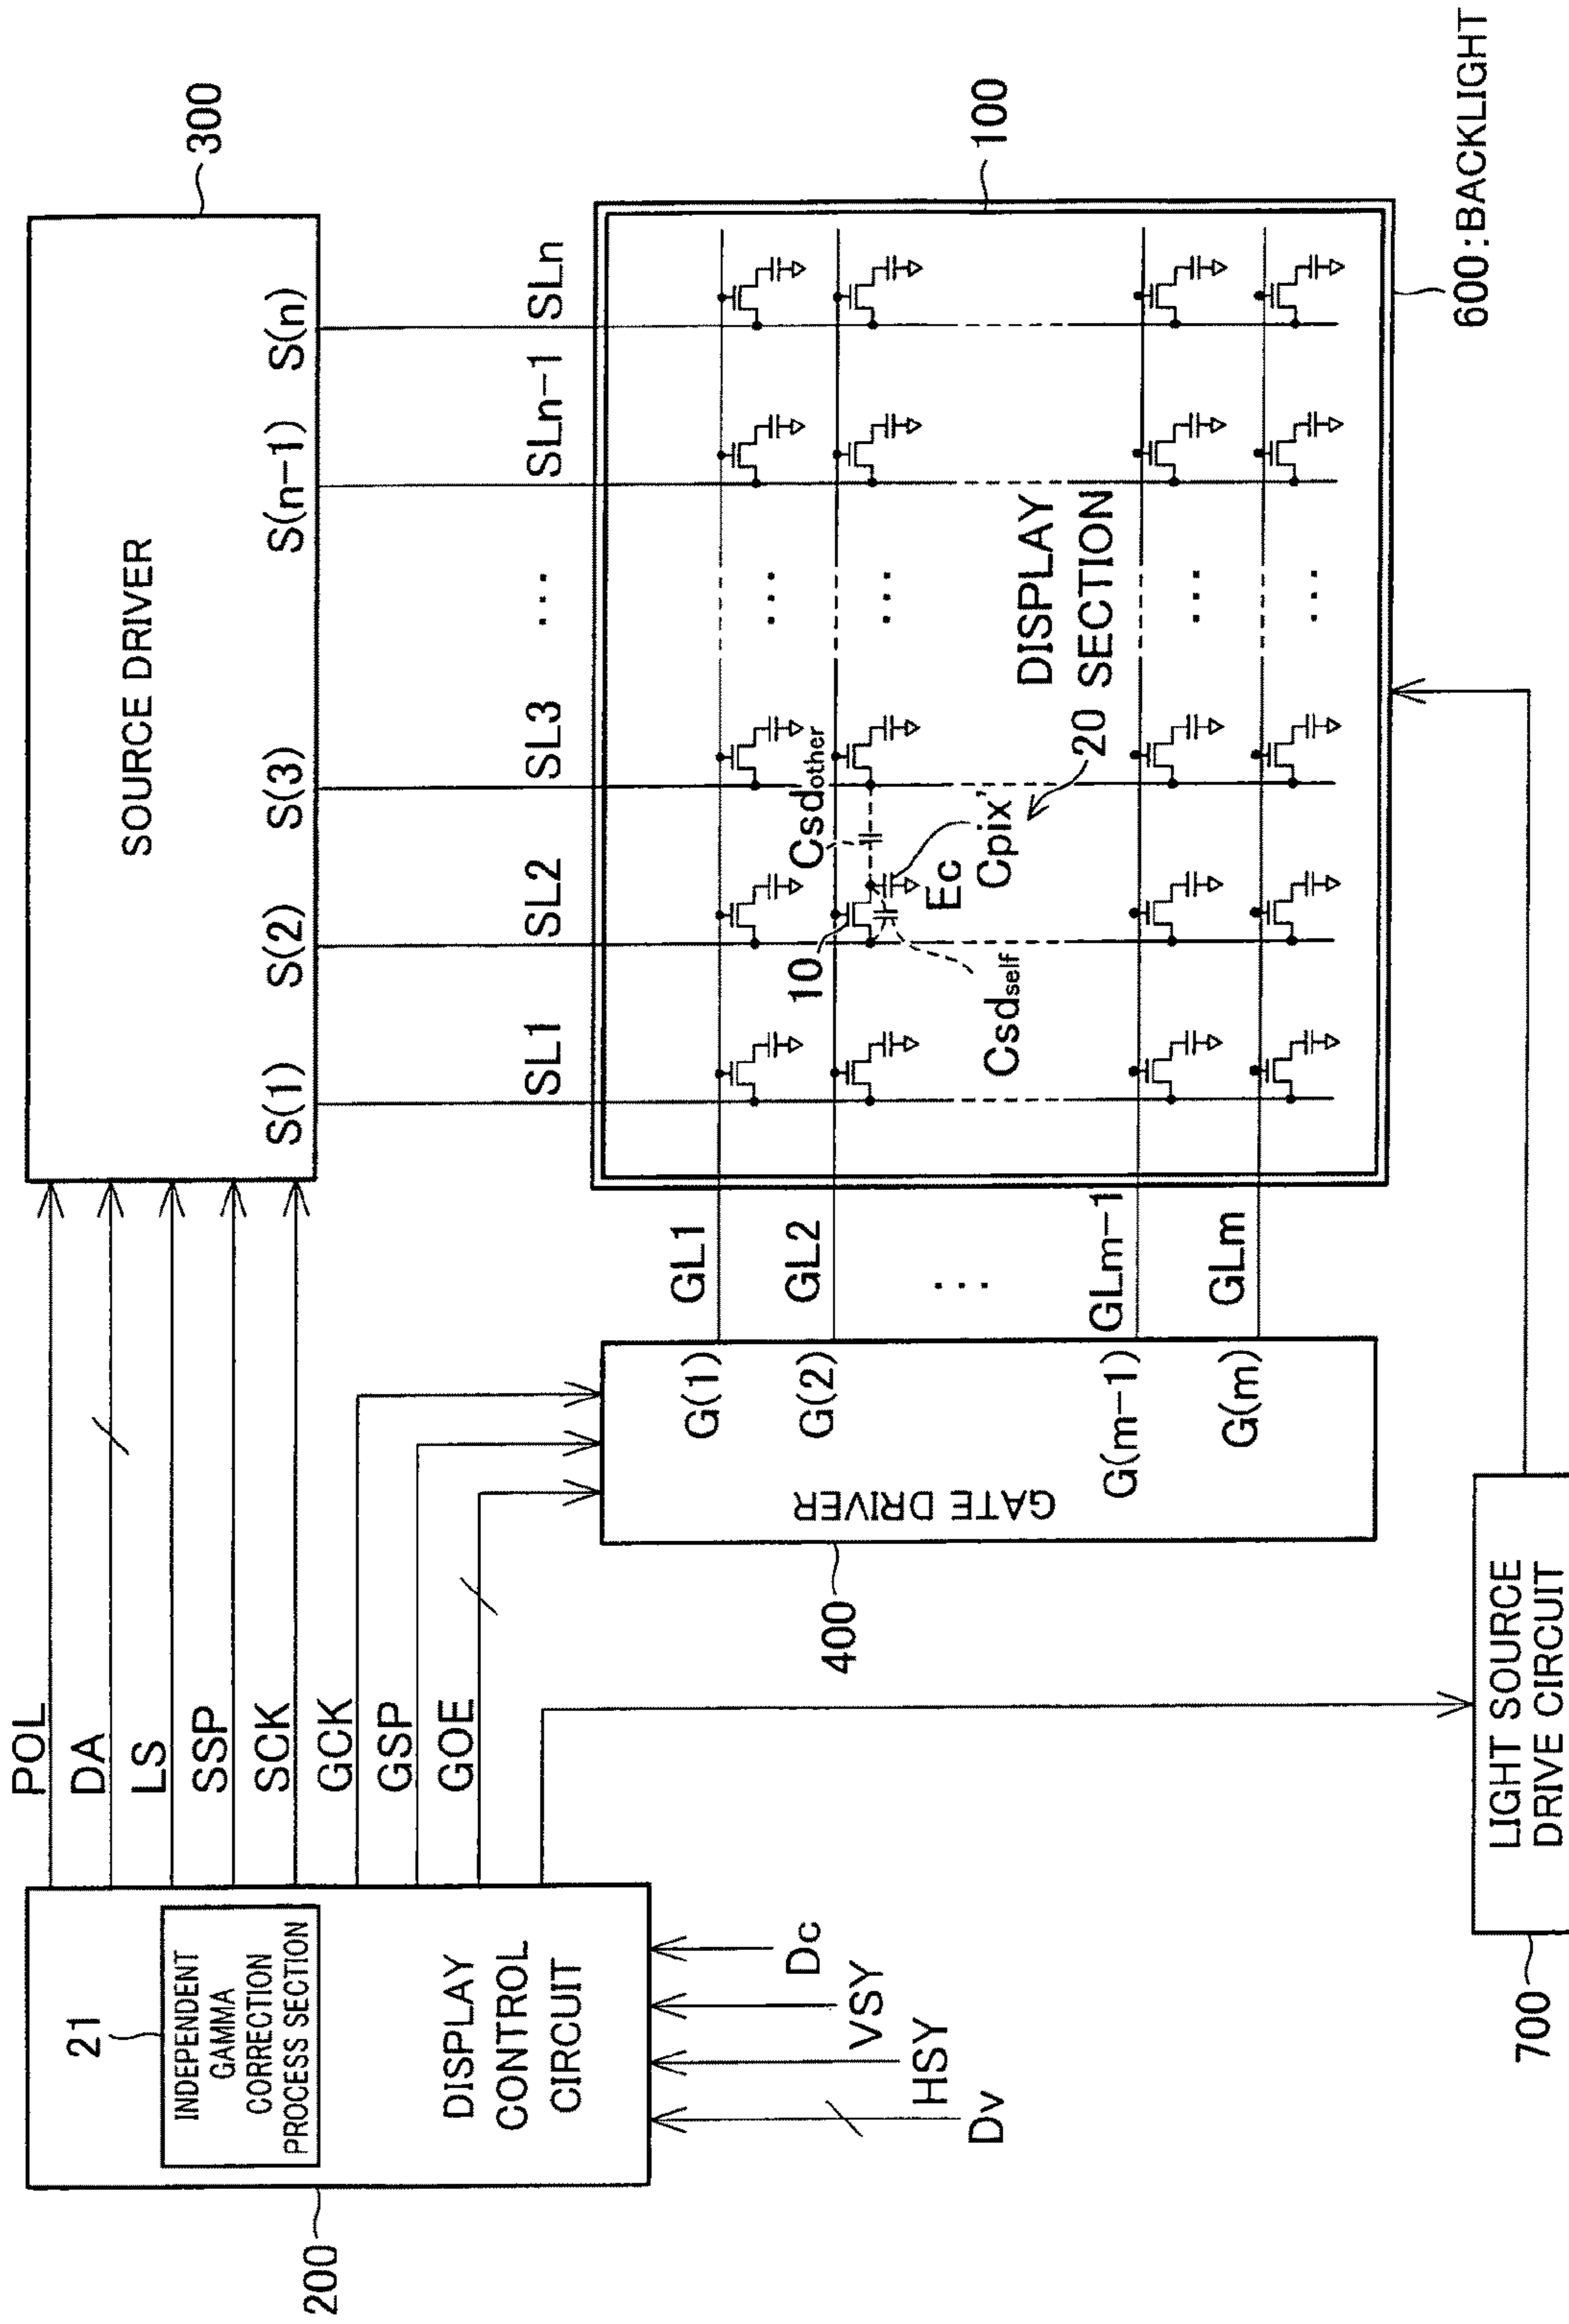 200
21
INDEPENDENT
GAMMA
CORRECTION
PROCESS SECTION
DISPLAY
CONTROL
CIRCUIT
Dv
HSY
VSY
Dc
POL
DA
LS
SSP
SCK
GCK
GSP
GOE
SOURCE DRIVER
300
S(1)
S(2)
S(3)
S(n-1)
S(n)
SL1
SL2
SL3
...
SLn-1
SLn
400
GATE DRIVER
G(1)
G(2)
G(m-1)
G(m)
GL1
GL2
...
GLm-1
GLm
10
Csdother
Csdself
Ec
Cpix'
20
DISPLAY
SECTION
...
...
...
...
100
600:BACKLIGHT
700
LIGHT SOURCE
DRIVE CIRCUIT